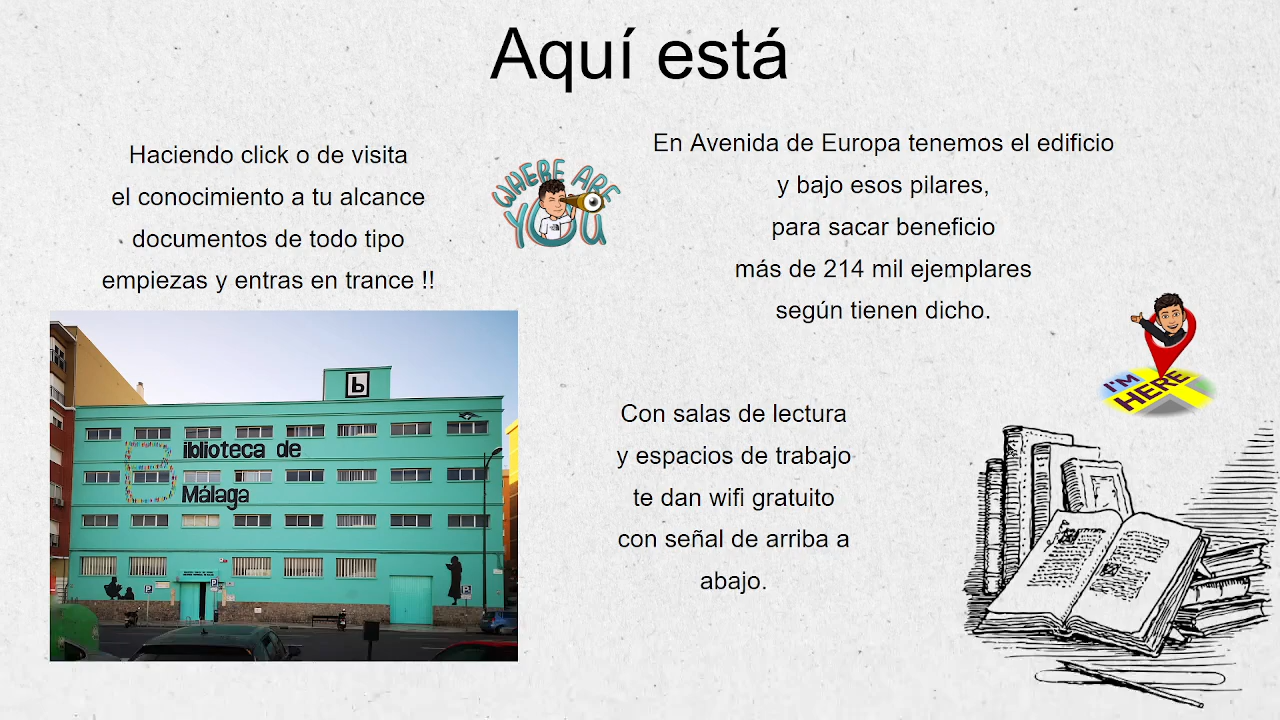 Aquí está
Haciendo click o de visita
el conocimiento a tu alcance
documentos de todo tipo
empiezas y entras en trance !!
WHERE ARE
YOU
En Avenida de Europa tenemos el edificio
y bajo esos pilares,
para sacar beneficio
más de 214 mil ejemplares
según tienen dicho.
I'M
HERE
b
Biblioteca de
Málaga
Con salas de lectura
y espacios de trabajo
te dan wifi gratuito
con señal de arriba a
abajo.